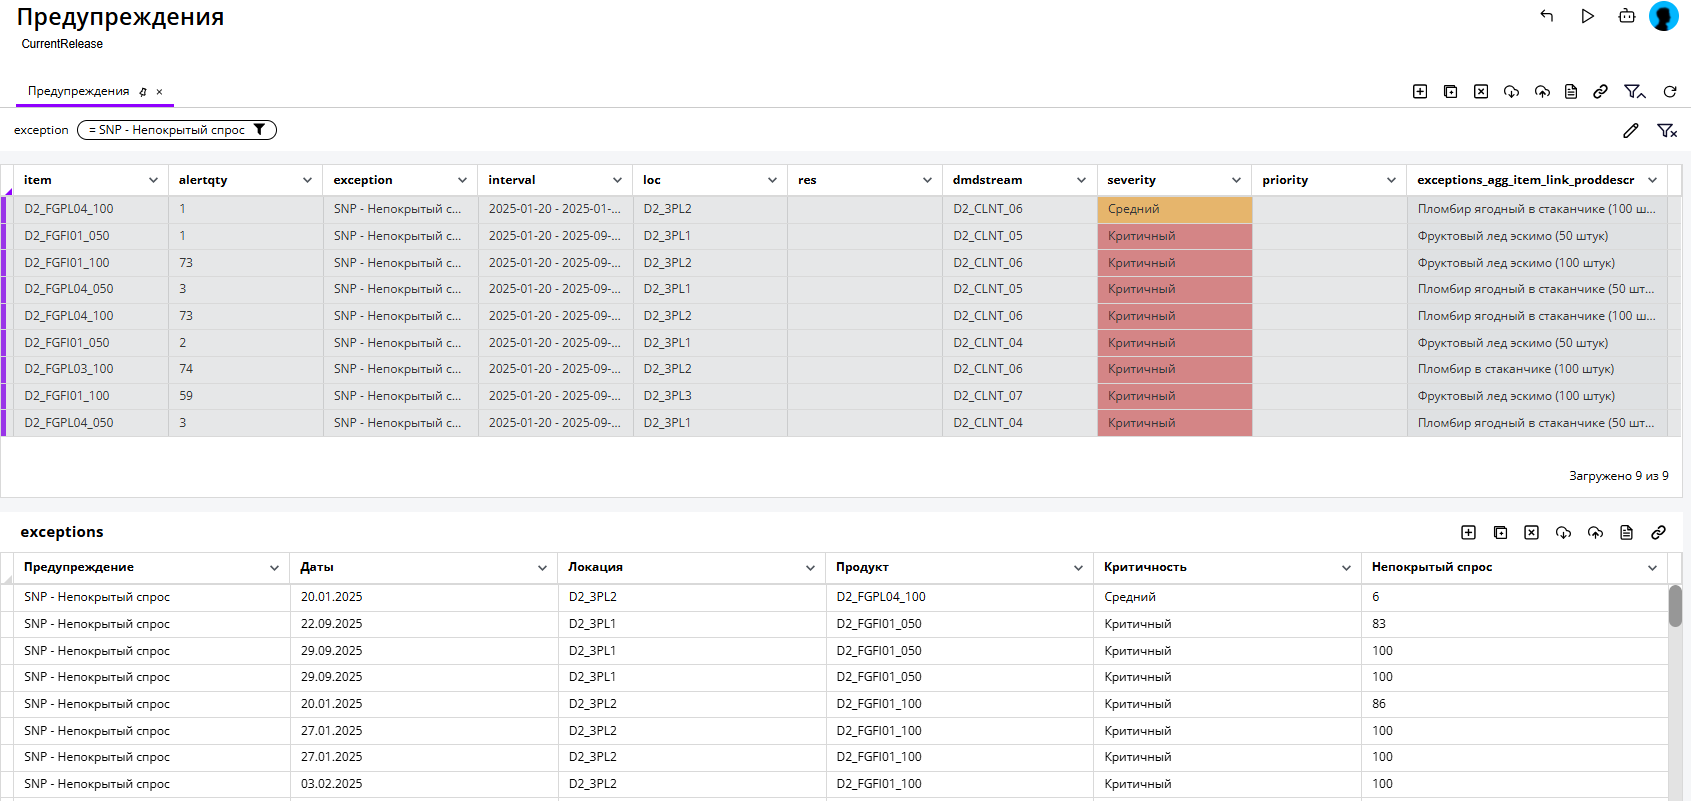 Предупреждения
CurrentRelease
Предупреждения ×
exception = SNP - Непокрытый спрос
item alertqty exception interval loc res dmdstream severity priority exceptions_agg_item_link_proddescr
D2_FGPL04_100 1 SNP - Непокрытый с... 2025-01-20 - 2025-01-... D2_3PL2 D2_CLNT_06 Средний Пломбир ягодный в стаканчике (100 ш...
D2_FGFI01_050 1 SNP - Непокрытый с... 2025-01-20 - 2025-09-... D2_3PL1 D2_CLNT_05 Критичный Фруктовый лед эскимо (50 штук)
D2_FGFI01_100 73 SNP - Непокрытый с... 2025-01-20 - 2025-09-... D2_3PL2 D2_CLNT_06 Критичный Фруктовый лед эскимо (100 штук)
D2_FGPL04_050 3 SNP - Непокрытый с... 2025-01-20 - 2025-09-... D2_3PL1 D2_CLNT_05 Критичный Пломбир ягодный в стаканчике (50 шт...
D2_FGPL04_100 73 SNP - Непокрытый с... 2025-01-20 - 2025-09-... D2_3PL2 D2_CLNT_06 Критичный Пломбир ягодный в стаканчике (100 ш...
D2_FGFI01_050 2 SNP - Непокрытый с... 2025-01-20 - 2025-09-... D2_3PL1 D2_CLNT_04 Критичный Фруктовый лед эскимо (50 штук)
D2_FGPL03_100 74 SNP - Непокрытый с... 2025-01-20 - 2025-09-... D2_3PL2 D2_CLNT_06 Критичный Пломбир в стаканчике (100 штук)
D2_FGFI01_100 59 SNP - Непокрытый с... 2025-01-20 - 2025-09-... D2_3PL3 D2_CLNT_07 Критичный Фруктовый лед эскимо (100 штук)
D2_FGPL04_050 3 SNP - Непокрытый с... 2025-01-20 - 2025-09-... D2_3PL1 D2_CLNT_04 Критичный Пломбир ягодный в стаканчике (50 шт...
Загружено 9 из 9
exceptions
Предупреждение Даты Локация Продукт Критичность Непокрытый спрос
SNP - Непокрытый спрос 20.01.2025 D2_3PL2 D2_FGPL04_100 Средний 6
SNP - Непокрытый спрос 22.09.2025 D2_3PL1 D2_FGFI01_050 Критичный 83
SNP - Непокрытый спрос 29.09.2025 D2_3PL1 D2_FGFI01_050 Критичный 100
SNP - Непокрытый спрос 29.09.2025 D2_3PL1 D2_FGFI01_050 Критичный 100
SNP - Непокрытый спрос 20.01.2025 D2_3PL2 D2_FGFI01_100 Критичный 86
SNP - Непокрытый спрос 27.01.2025 D2_3PL2 D2_FGFI01_100 Критичный 100
SNP - Непокрытый спрос 27.01.2025 D2_3PL2 D2_FGFI01_100 Критичный 100
SNP - Непокрытый спрос 03.02.2025 D2_3PL2 D2_FGFI01_100 Критичный 100